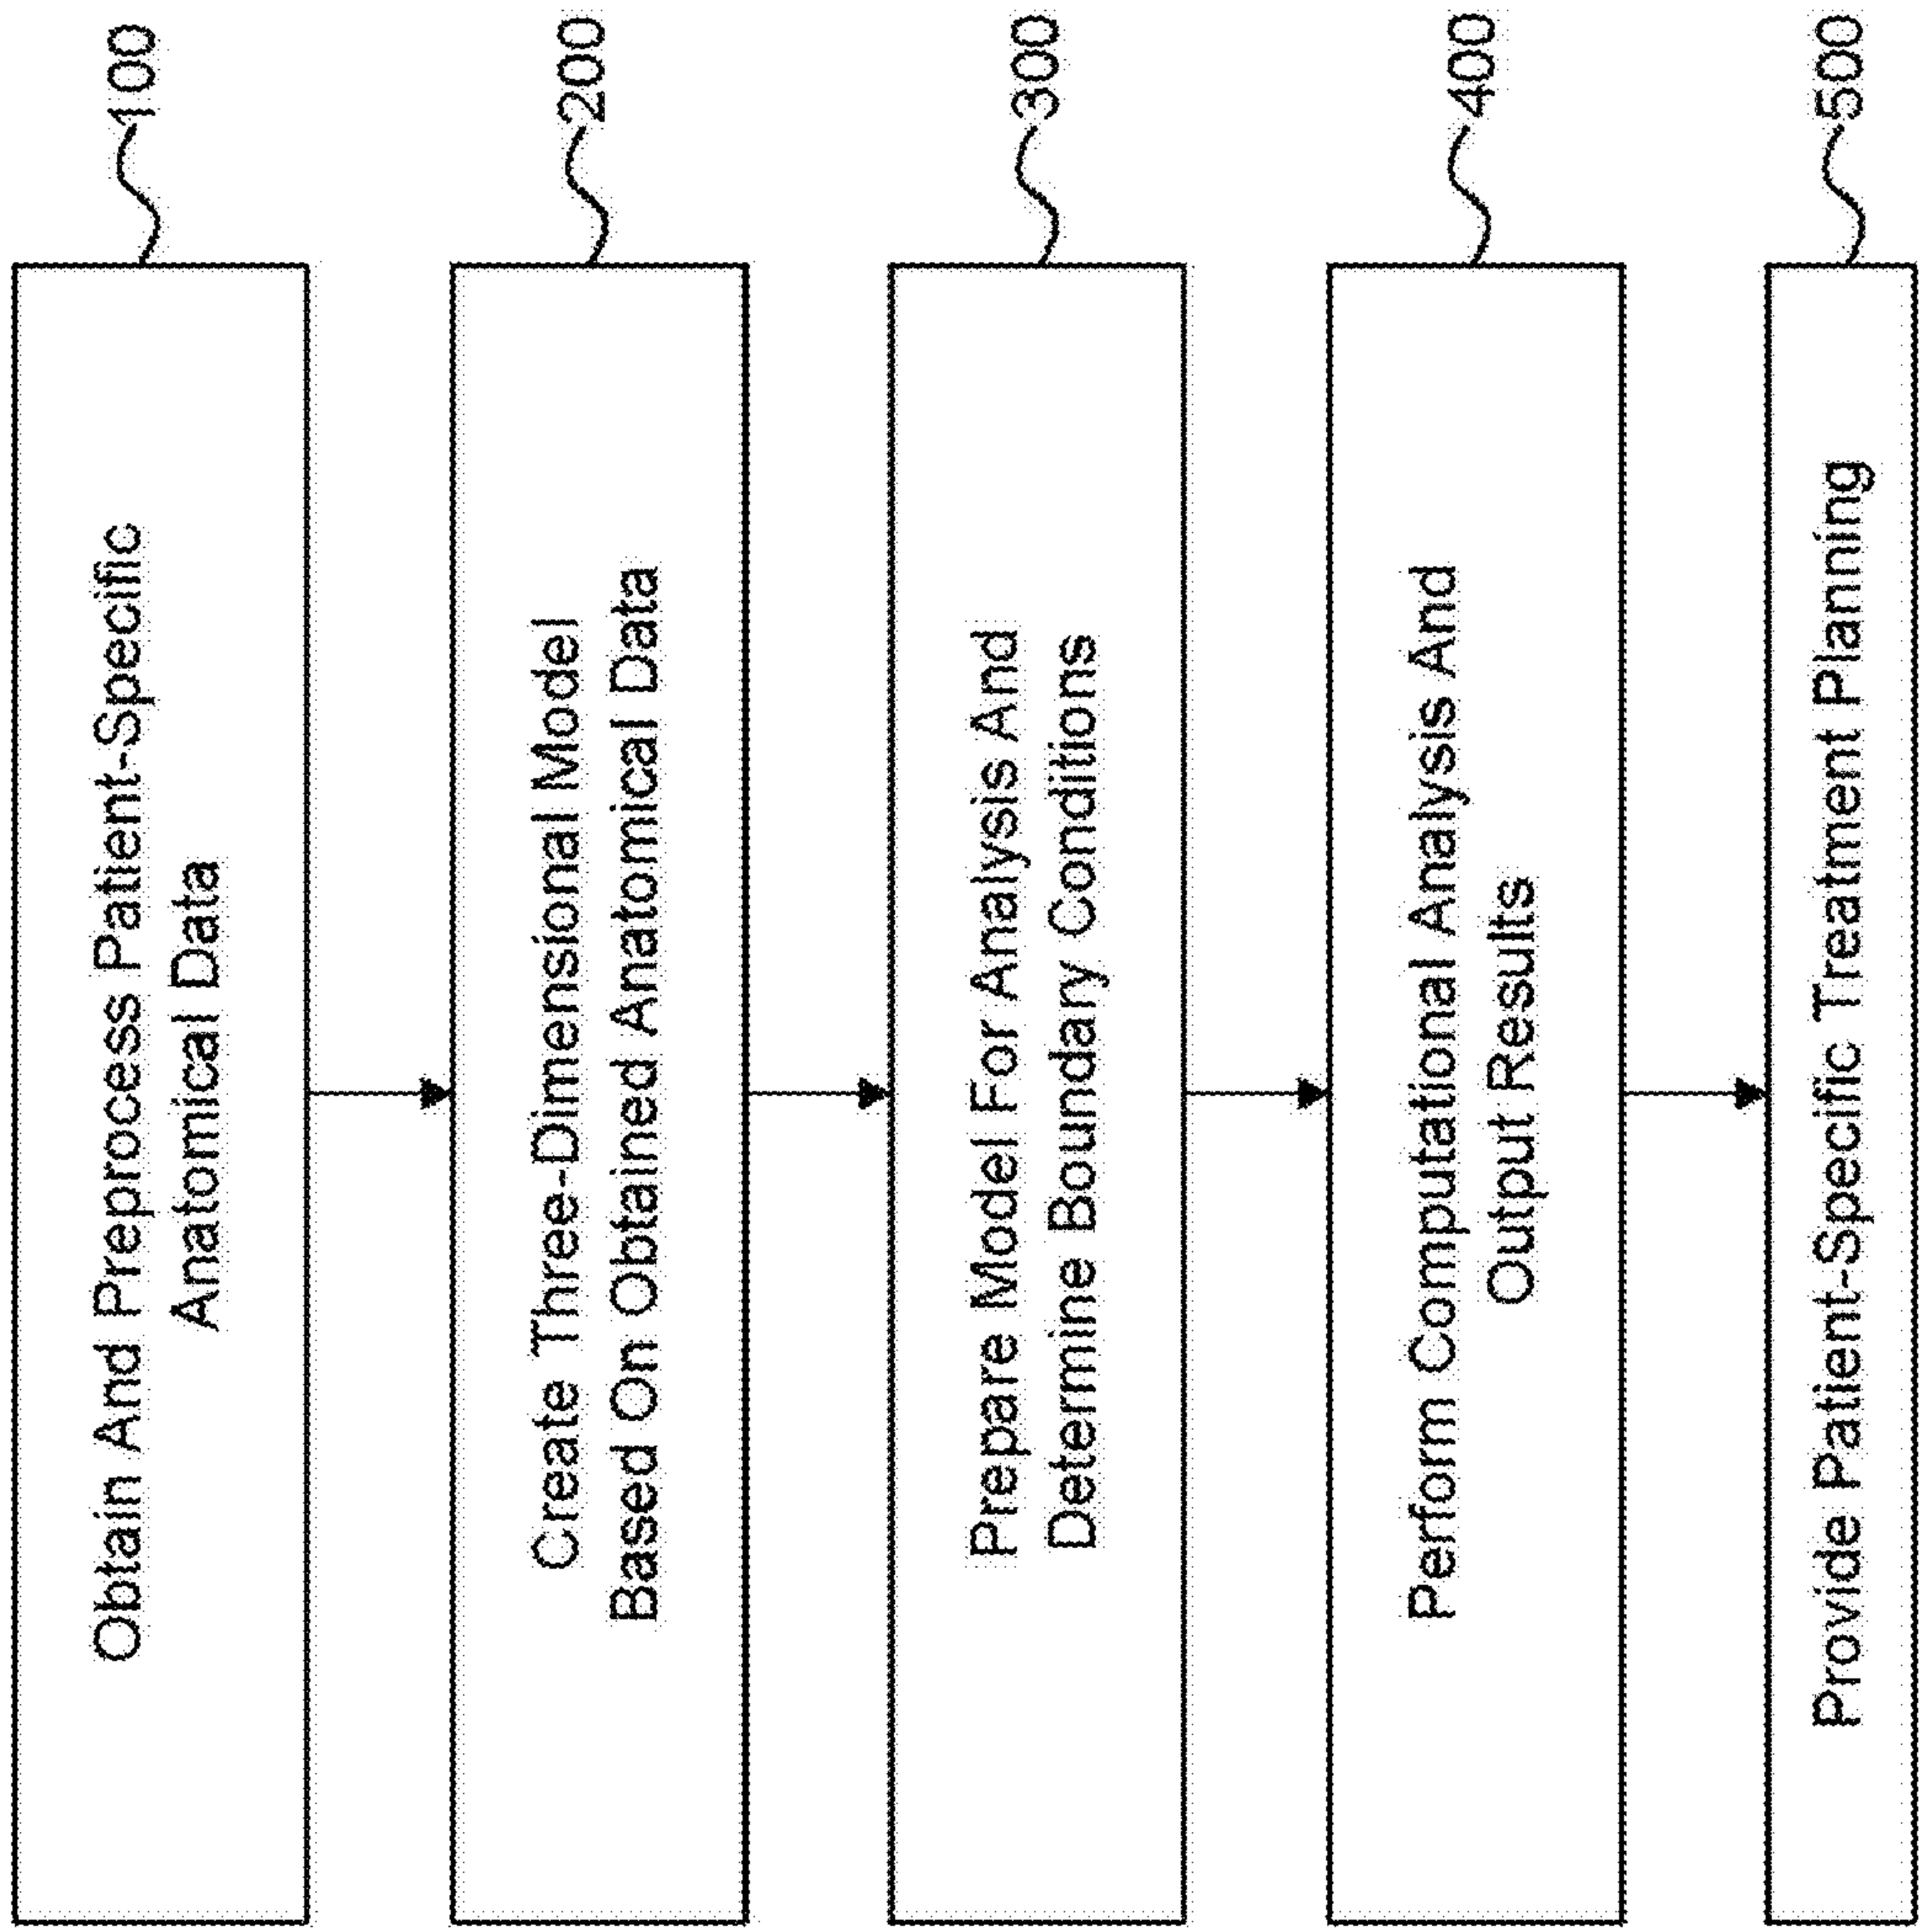 Obtain And Preprocess Patient-Specific
Anatomical Data
100
Create Three-Dimensional Model
Based On Obtained Anatomical Data
200
Prepare Model For Analysis And
Determine Boundary Conditions
300
Perform Computational Analysis And
Output Results
400
Provide Patient-Specific Treatment Planning
500